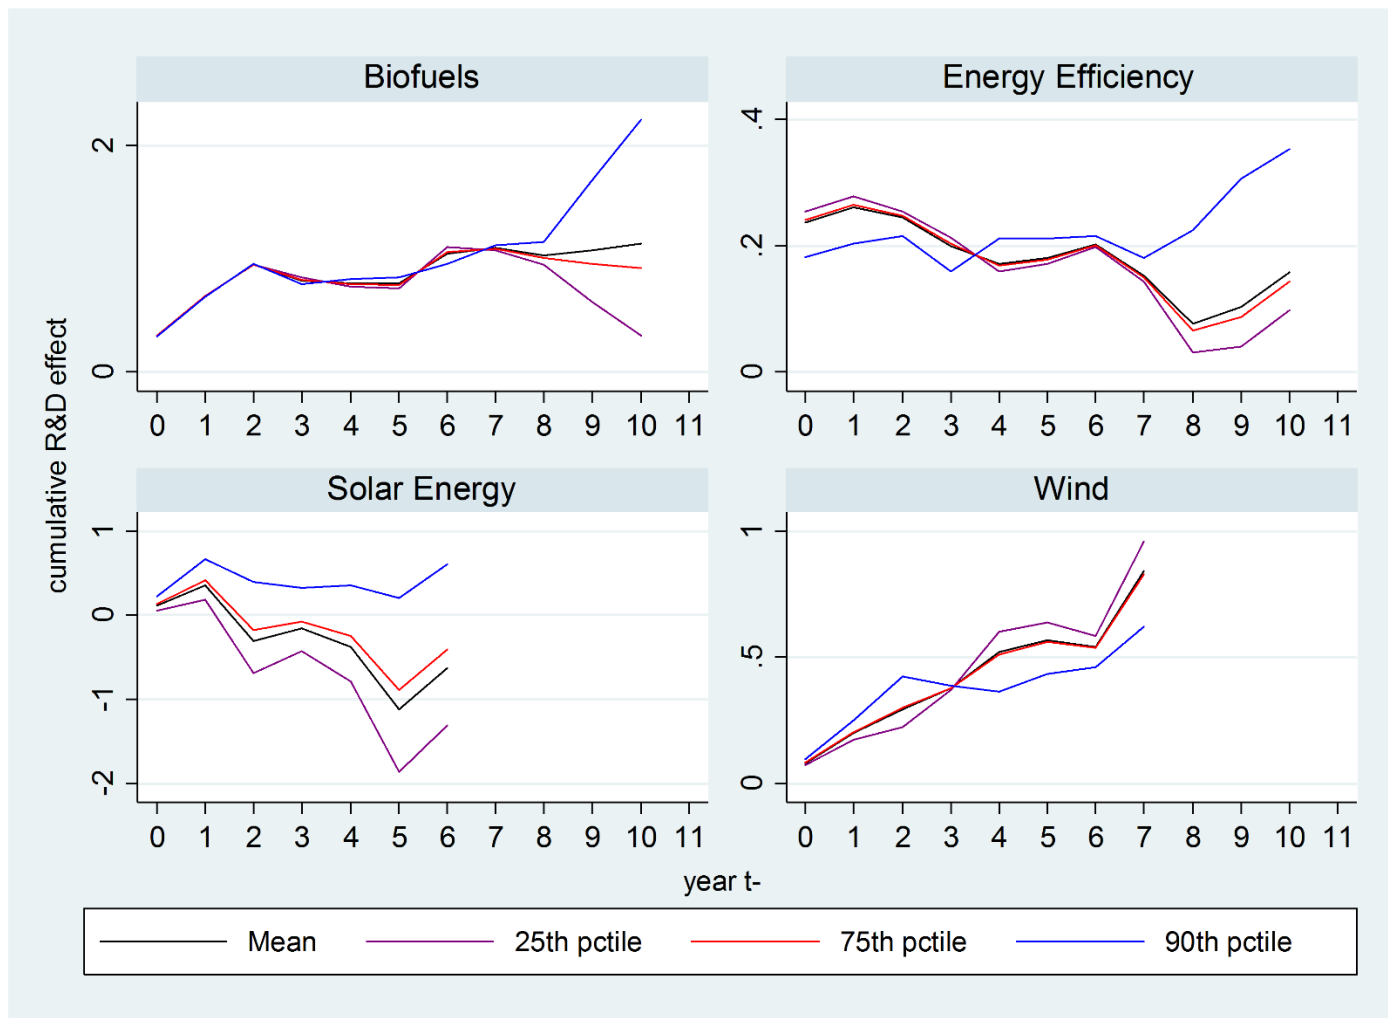 Biofuels
Energy Efficiency
2
0
0 1 2 3 4 5 6 7 8 9 10 11
.4
.2
0
0 1 2 3 4 5 6 7 8 9 10 11
Solar Energy
Wind
1
0
-1
-2
0 1 2 3 4 5 6 7 8 9 10 11
1
.5
0
0 1 2 3 4 5 6 7 8 9 10 11
cumulative R&D effect
year t-
Mean 25th pctile 75th pctile 90th pctile